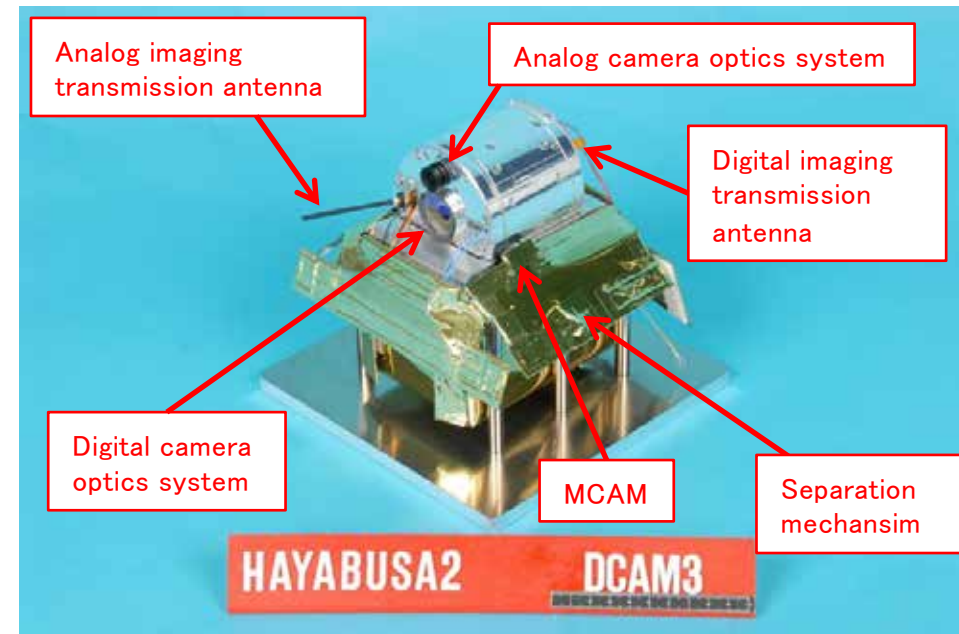 Analog imaging
transmission antenna
Analog camera optics system
Digital imaging
transmission
antenna
Digital camera
optics system
MCAM
Separation
mechansim
HAYABUSA2 DCAM3